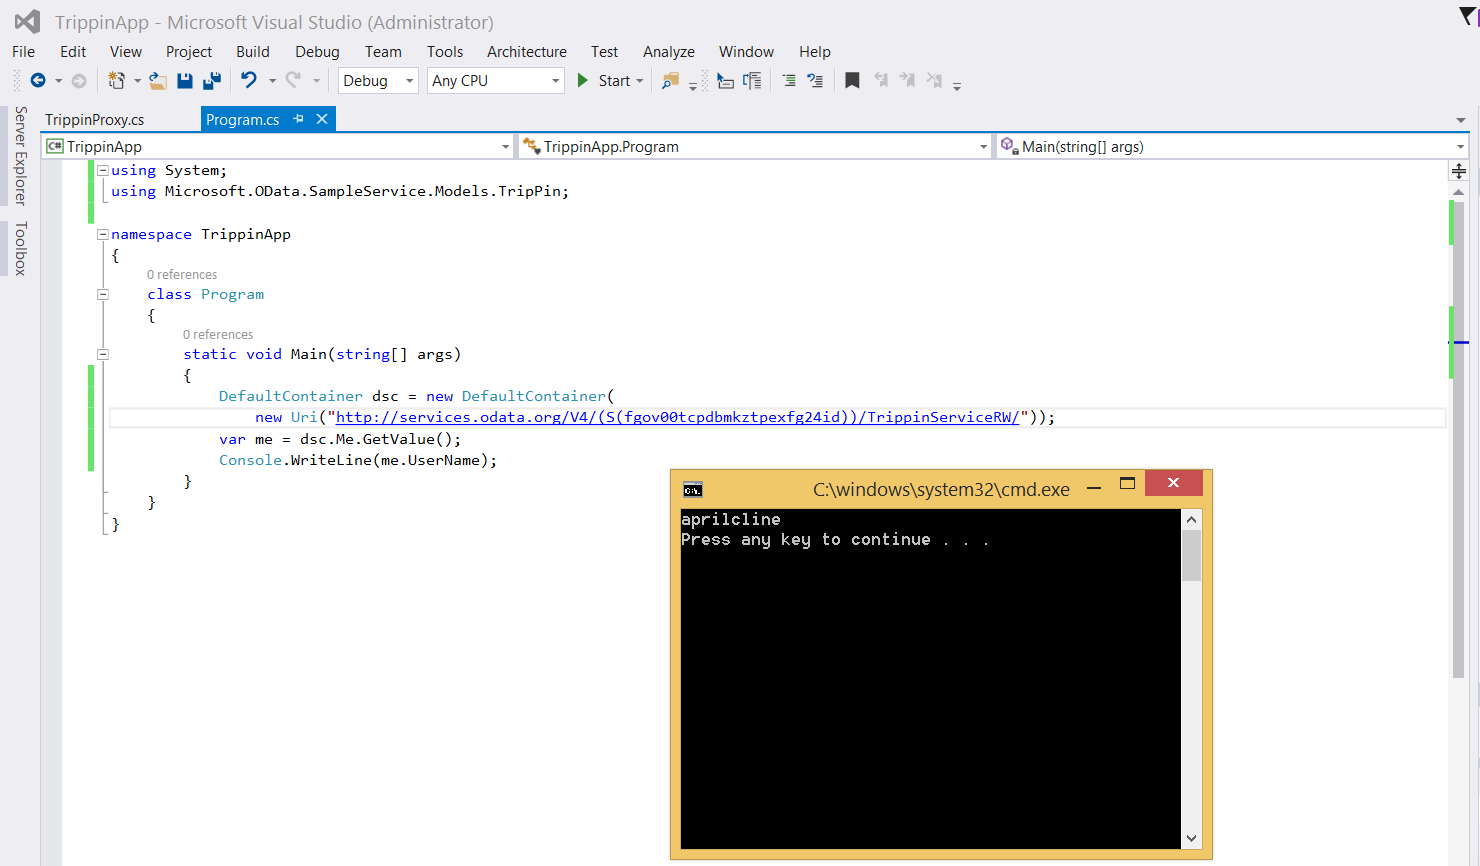 TrippinApp - Microsoft Visual Studio (Administrator)
File Edit View Project Build Debug Team Tools Architecture Test Analyze Window Help
Debug Any CPU Start
Server Explorer
Toolbox
TrippinProxy.cs Program.cs
C# TrippinApp TrippinApp.Program Main(string[] args)
using System;
using Microsoft.OData.SampleService.Models.TripPin;
namespace TrippinApp
{
0 references
class Program
{
0 references
static void Main(string[] args)
{
DefaultContainer dsc = new DefaultContainer(
new Uri("http://services.odata.org/V4/(S(fgov00tcpdbmkztpexfg24id))/TrippinServiceRW/"));
var me = dsc.Me.GetValue();
Console.WriteLine(me.UserName);
}
}
}
C:\windows\system32\cmd.exe
aprilcline
Press any key to continue . . .